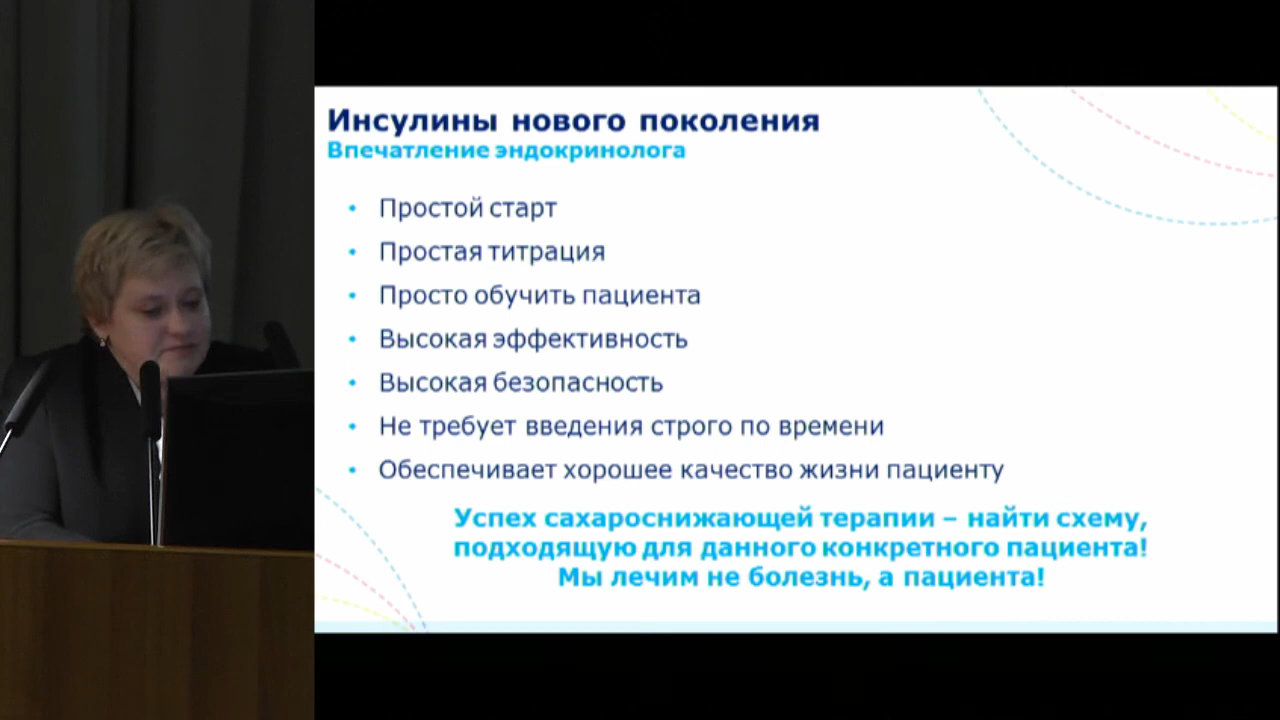 Инсулины нового поколения
Впечатление эндокринолога
• Простой старт
• Простая титрация
• Просто обучить пациента
• Высокая эффективность
• Высокая безопасность
• Не требует введения строго по времени
• Обеспечивает хорошее качество жизни пациенту
Успех сахароснижающей терапии – найти схему,
подходящую для данного конкретного пациента!
Мы лечим не болезнь, а пациента!